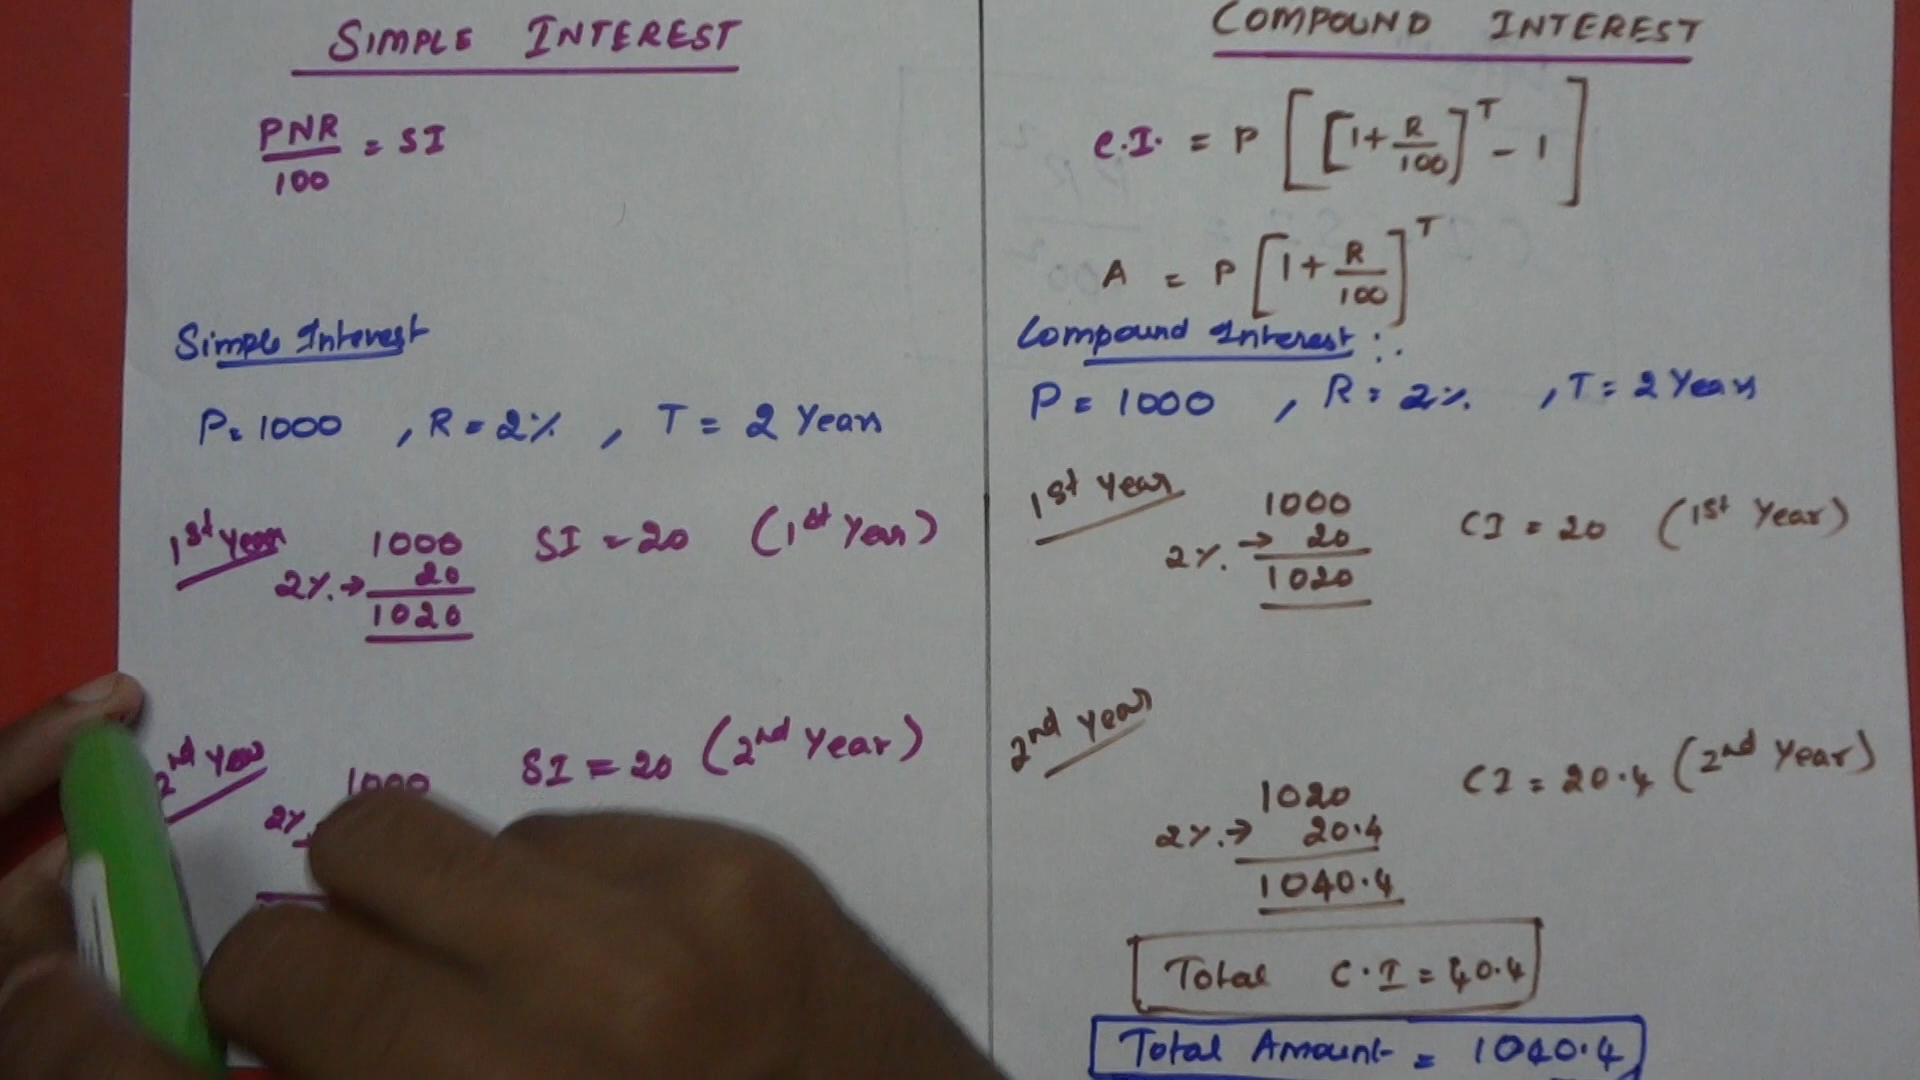 SIMPLE INTEREST
PNR
100
= SI
Simple Interest
P = 1000 , R = 2% , T = 2 Years
1st year
1000
2% → 20
1020
SI = 20 (1st Year)
2nd year
1000
2%
SI = 20 (2nd Year)
COMPOUND INTEREST
C.I. = P [[1+R/100]^T - 1]
A = P [1+R/100]^T
Compound Interest :.
P = 1000 , R = 2% , T = 2 Years
1st year
1000
2% → 20
1020
CI = 20 (1st Year)
2nd year
1020
2% → 20.4
1040.4
CI = 20.4 (2nd Year)
Total C.I = 40.4
Total Amount = 1040.4